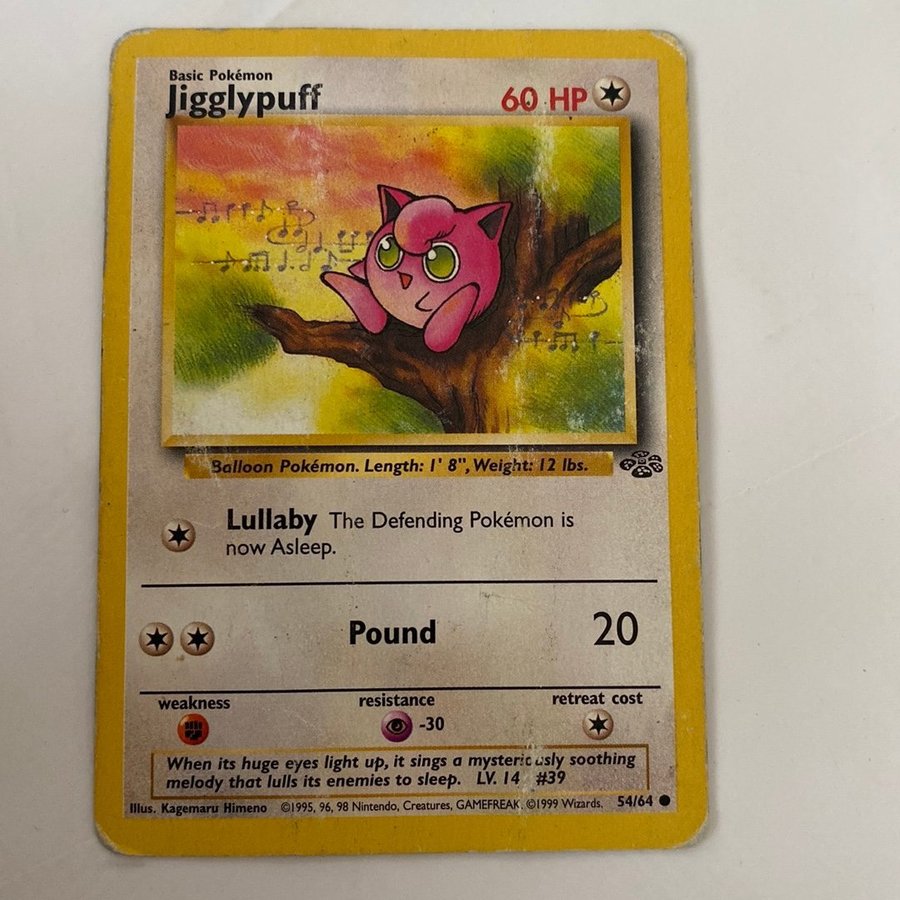 Basic Pokémon
Jigglypuff 60 HP
Balloon Pokémon. Length: 1' 8", Weight: 12 lbs.
Lullaby The Defending Pokémon is
now Asleep.
Pound 20
weakness resistance retreat cost
-30
When its huge eyes light up, it sings a mysteriously soothing
melody that lulls its enemies to sleep. LV. 14 #39
Illus. Kagemaru Himeno ©1995, 96, 98 Nintendo, Creatures, GAMEFREAK. ©1999 Wizards. 54/64